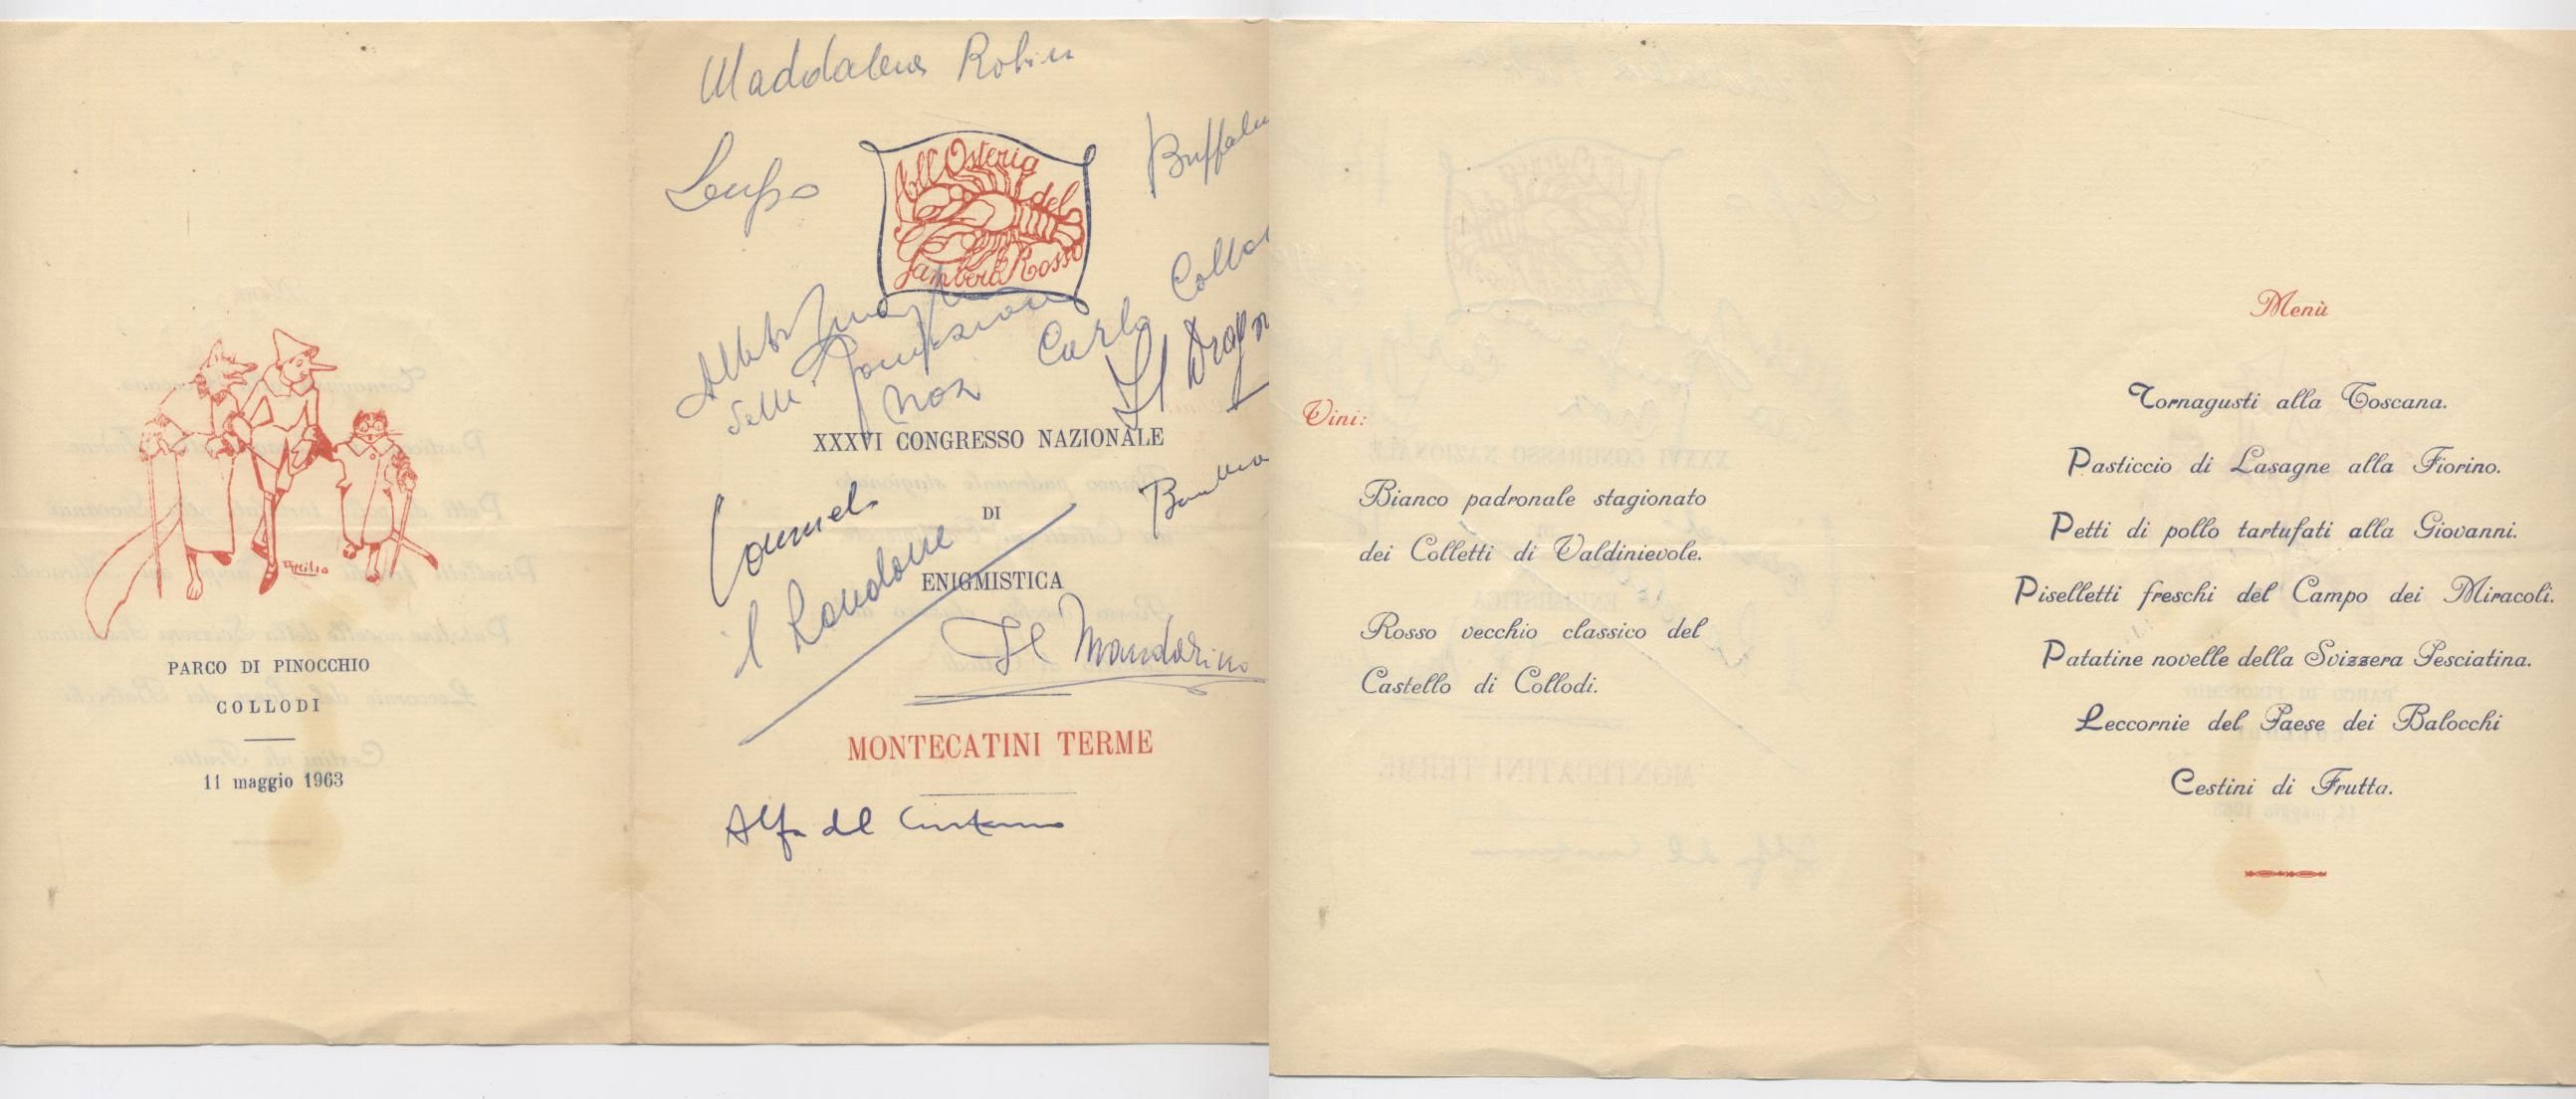 PARCO DI PINOCCHIO
COLLODI
11 maggio 1963
Maddalena Robin
Lupo
All'Osteria
del
Gambero Rosso
Carlo
Il
XXXVI CONGRESSO NAZIONALE
DI
ENIGMISTICA
Il Mandarino
MONTECATINI TERME
Alfa del
Vini:
Bianco padronale stagionato
dei Colletti di Valdinievole.
Rosso vecchio classico del
Castello di Collodi.
Menù
Tornagusti alla Toscana.
Pasticcio di Lasagne alla Fiorino.
Petti di pollo tartufati alla Giovanni.
Piselletti freschi del Campo dei Miracoli.
Patatine novelle della Svizzera Pesciatina.
Leccornie del Paese dei Balocchi
Cestini di Frutta.